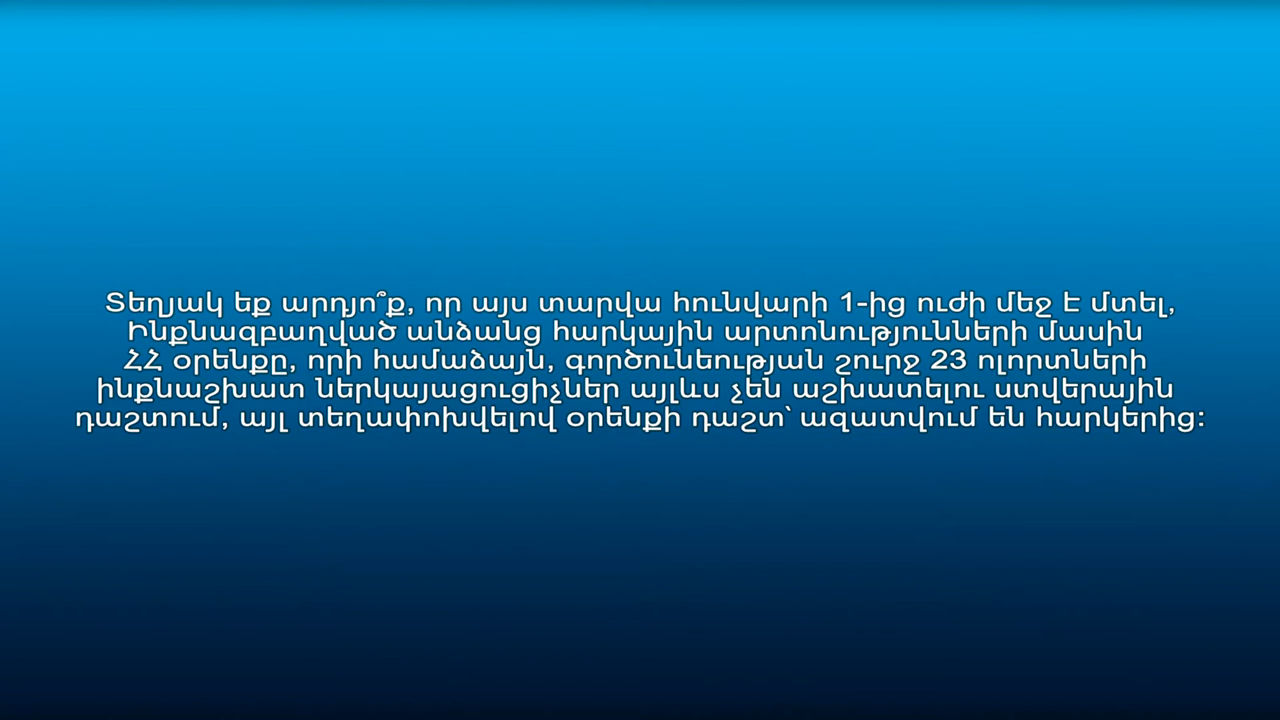 Տեղյակ եք արդյո՞ք, որ այս տարվա հունվարի 1-ից ուժի մեջ է մտել,
Ինքնազբաղված անձանց հարկային արտոնությունների մասին
ՀՀ օրենքը, որի համաձայն, գործունեության շուրջ 23 ոլորտների
ինքնաշխատ ներկայացուցիչներ այլևս չեն աշխատելու ստվերային
դաշտում, այլ տեղափոխվելով օրենքի դաշտ՝ ազատվում են հարկերից: